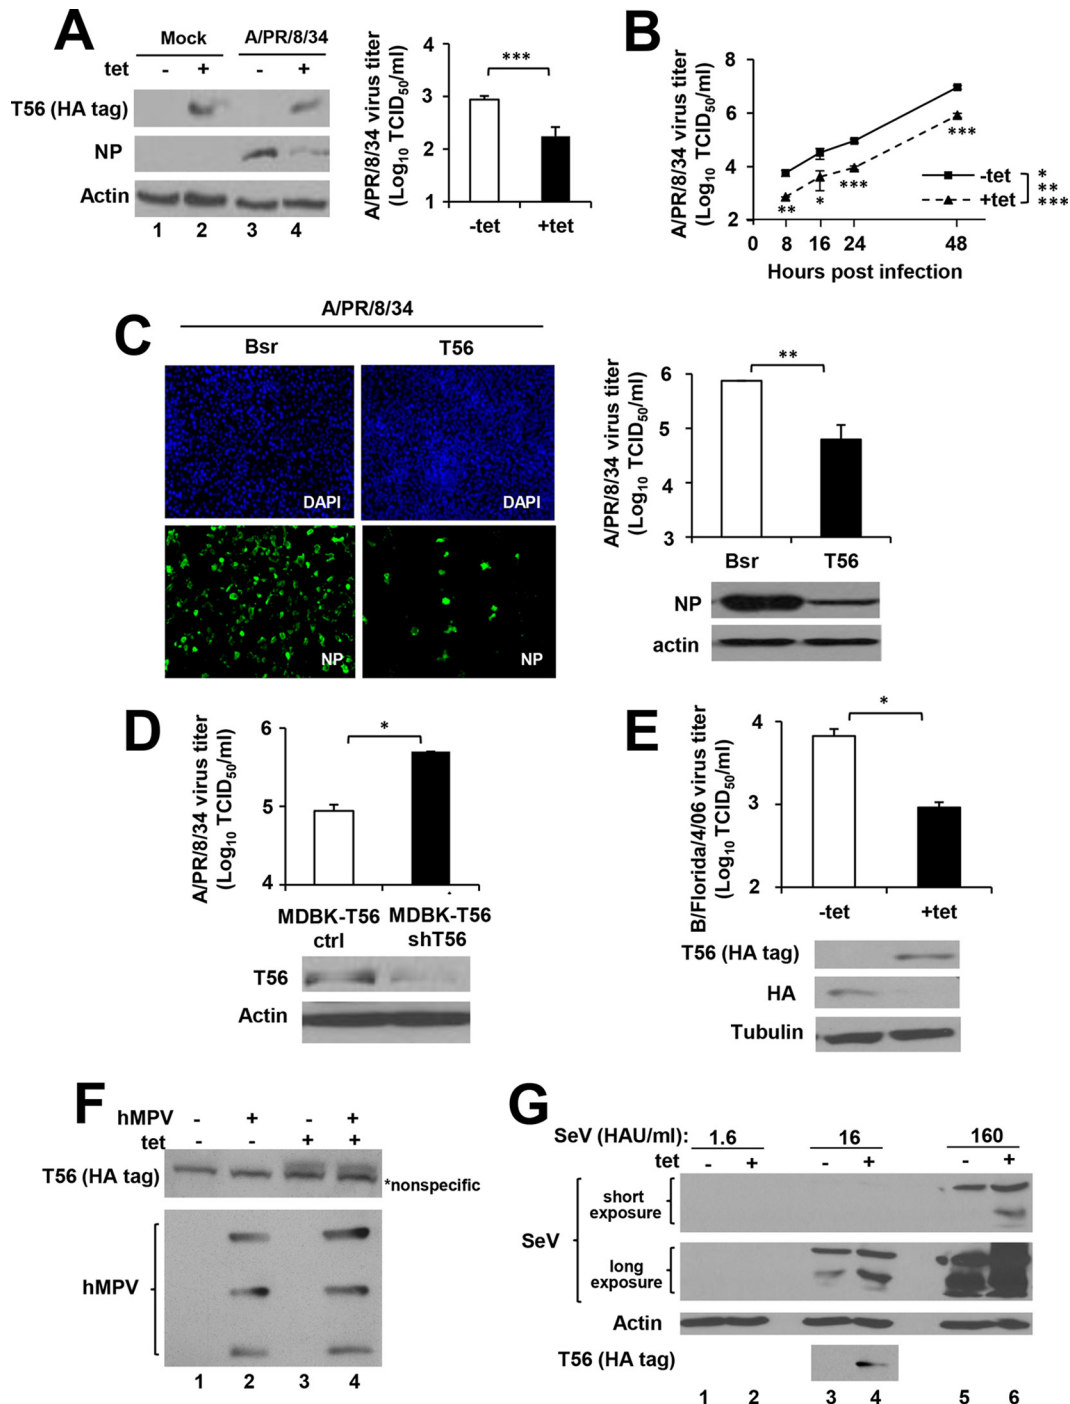 A
Mock A/PR/8/34
tet - + - +
T56 (HA tag)
NP
Actin
1 2 3 4
A/PR/8/34 virus titer
(Log10 TCID50/ml)
4
3
2
1
***
-tet +tet
B
A/PR/8/34 virus titer
(Log10 TCID50/ml)
8
6
4
2
** * *** ***
-tet
+tet
*
**
***
0 8 16 24 48
Hours post infection
C
A/PR/8/34
Bsr T56
DAPI DAPI
NP NP
A/PR/8/34 virus titer
(Log10 TCID50/ml)
6
5
4
3
**
Bsr T56
NP
actin
D
A/PR/8/34 virus titer
(Log10 TCID50/ml)
6
5
4
*
MDBK-T56 MDBK-T56
ctrl shT56
T56
Actin
E
B/Florida/4/06 virus titer
(Log10 TCID50/ml)
4
3
2
*
-tet +tet
T56 (HA tag)
HA
Tubulin
F
hMPV - + - +
tet - - + +
T56 (HA tag)
*nonspecific
hMPV
1 2 3 4
G
SeV (HAU/ml): 1.6 16 160
tet - + - + - +
SeV
short
exposure
long
exposure
Actin
T56 (HA tag)
1 2 3 4 5 6